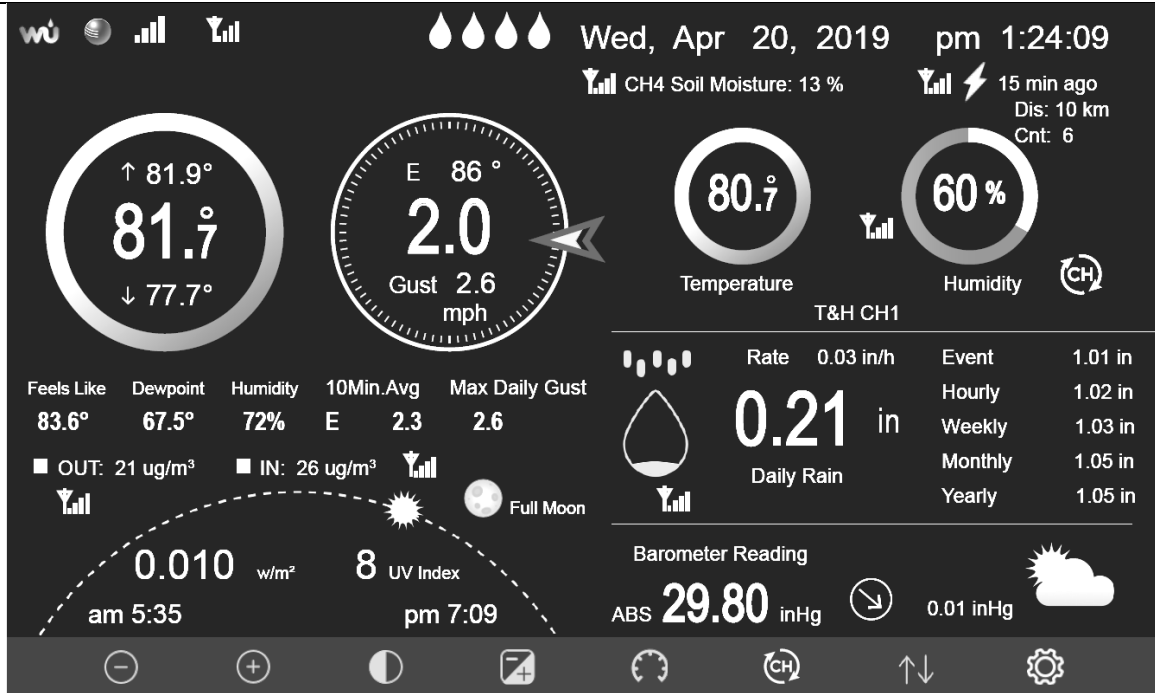 wu
Wed, Apr 20, 2019 pm 1:24:09
CH4 Soil Moisture: 13 %
15 min ago
Dis: 10 km
Cnt: 6
↑ 81.9°
81.7°
↓ 77.7°
E 86 °
2.0
Gust 2.6
mph
80.7°
Temperature
60 %
Humidity
CH
T&H CH1
Feels Like Dewpoint Humidity 10Min.Avg Max Daily Gust
83.6° 67.5° 72% E 2.3 2.6
OUT: 21 ug/m³ IN: 26 ug/m³
Full Moon
0.010 w/m² 8 UV Index
am 5:35 pm 7:09
Rate 0.03 in/h
0.21 in
Daily Rain
Event 1.01 in
Hourly 1.02 in
Weekly 1.03 in
Monthly 1.05 in
Yearly 1.05 in
Barometer Reading
ABS 29.80 inHg 0.01 inHg
CH